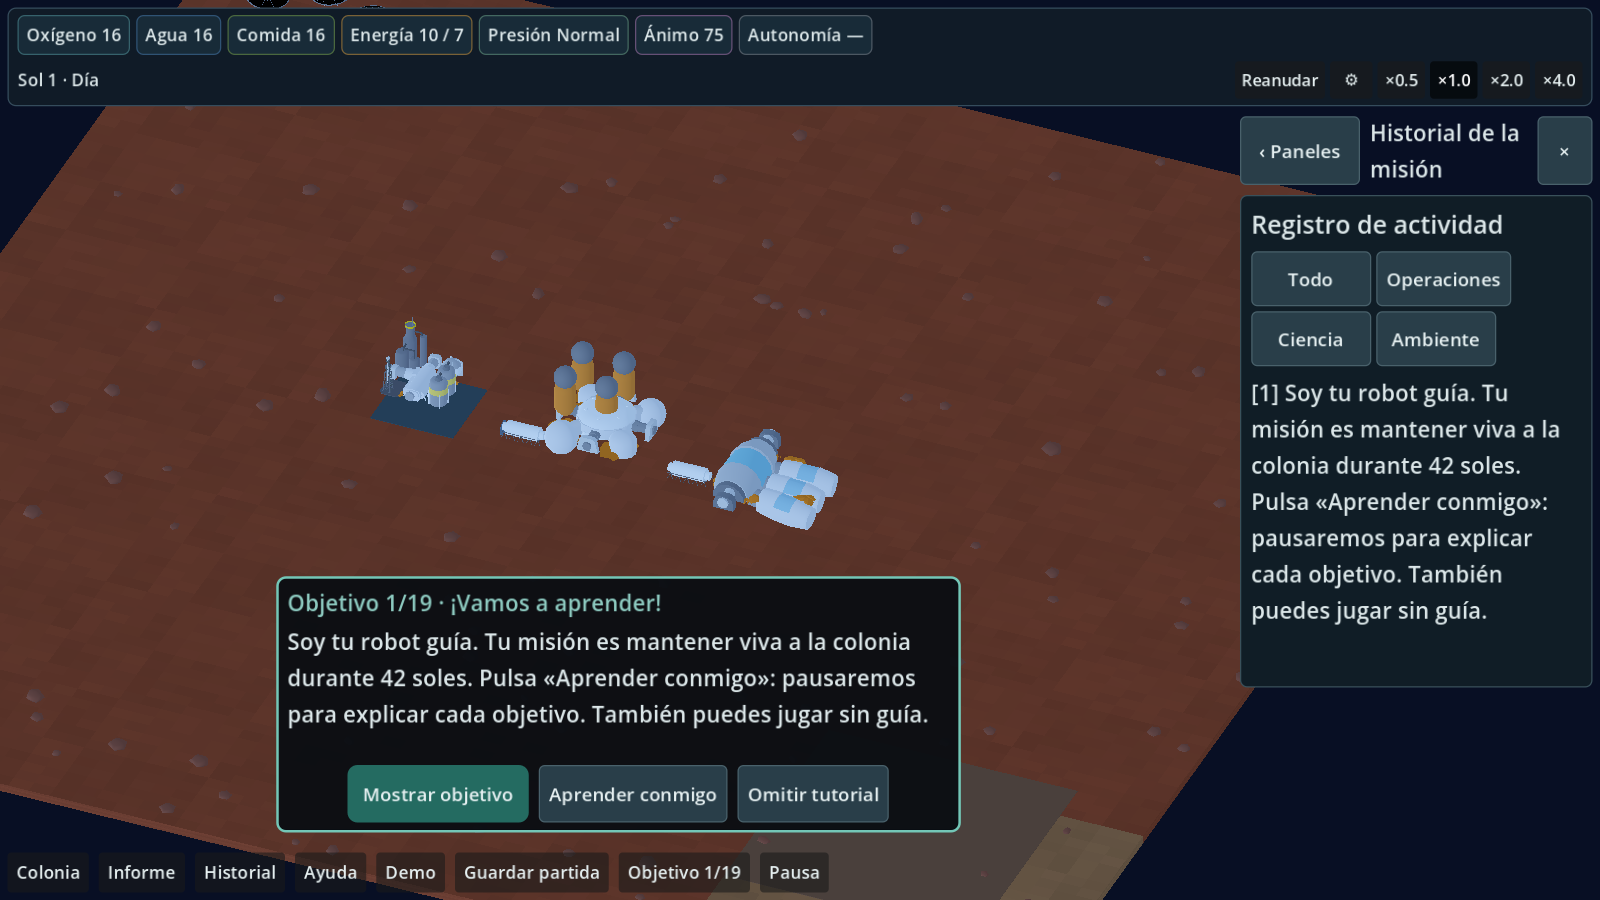 Oxígeno 16
Agua 16
Comida 16
Energía 10 / 7
Presión Normal
Ánimo 75
Autonomía —
Sol 1 · Día
Reanudar
⚙
×0.5
×1.0
×2.0
×4.0
‹ Paneles
Historial de la
misión
×
Registro de actividad
Todo
Operaciones
Ciencia
Ambiente
[1] Soy tu robot guía. Tu
misión es mantener viva a la
colonia durante 42 soles.
Pulsa «Aprender conmigo»:
pausaremos para explicar
cada objetivo. También
puedes jugar sin guía.
Objetivo 1/19 · ¡Vamos a aprender!
Soy tu robot guía. Tu misión es mantener viva a la colonia
durante 42 soles. Pulsa «Aprender conmigo»: pausaremos
para explicar cada objetivo. También puedes jugar sin guía.
Mostrar objetivo
Aprender conmigo
Omitir tutorial
Colonia
Informe
Historial
Ayuda
Demo
Guardar partida
Objetivo 1/19
Pausa